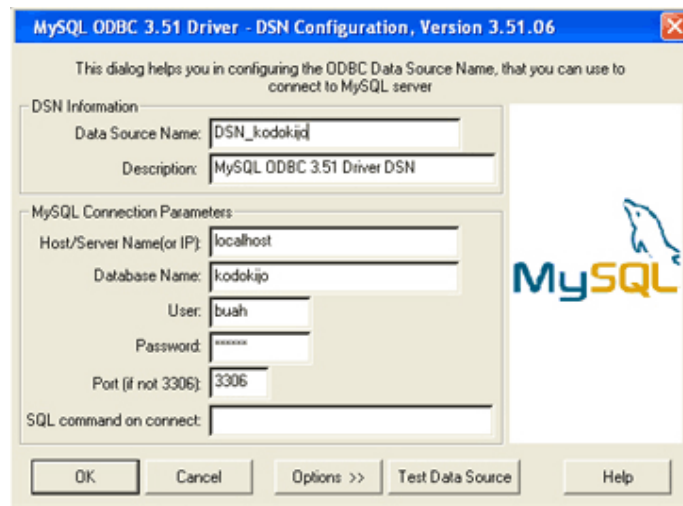 MySQL ODBC 3.51 Driver - DSN Configuration, Version 3.51.06
This dialog helps you in configuring the ODBC Data Source Name, that you can use to
connect to MySQL server
DSN Information
Data Source Name: DSN_kodokijo
Description: MySQL ODBC 3.51 Driver DSN
MySQL Connection Parameters
Host/Server Name(or IP): localhost
Database Name: kodokijo
User: buah
Password: ******
Port (if not 3306): 3306
SQL command on connect:
MySQL
OK Cancel Options >> Test Data Source Help